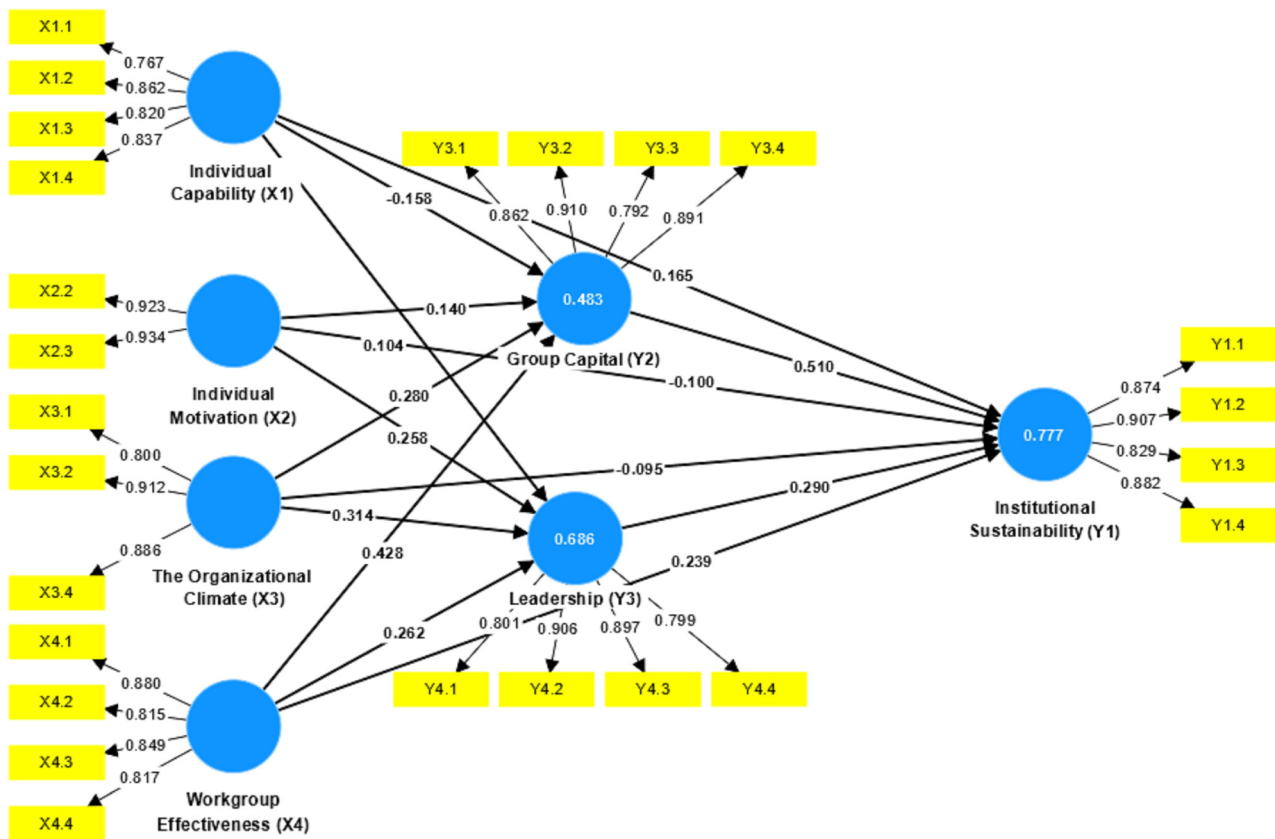 X1.1
0.767
X1.2
0.862
X1.3
0.820
X1.4
0.837
Individual
Capability (X1)
Y3.1
Y3.2
Y3.3
Y3.4
0.862
0.910
0.792
0.891
-0.158
0.165
X2.2
0.923
X2.3
0.934
Individual
Motivation (X2)
0.140
0.104
0.483
Group Capital (Y2)
-0.100
0.510
0.280
0.258
X3.1
0.800
X3.2
0.912
0.886
X3.4
The Organizational
Climate (X3)
-0.095
0.314
0.428
0.686
Leadership (Y3)
0.290
0.239
0.262
0.801
0.906
0.897
0.799
Y4.1
Y4.2
Y4.3
Y4.4
X4.1
0.880
X4.2
0.815
X4.3
0.849
0.817
X4.4
Workgroup
Effectiveness (X4)
0.777
Institutional
Sustainability (Y1)
Y1.1
0.874
Y1.2
0.907
Y1.3
0.829
0.882
Y1.4